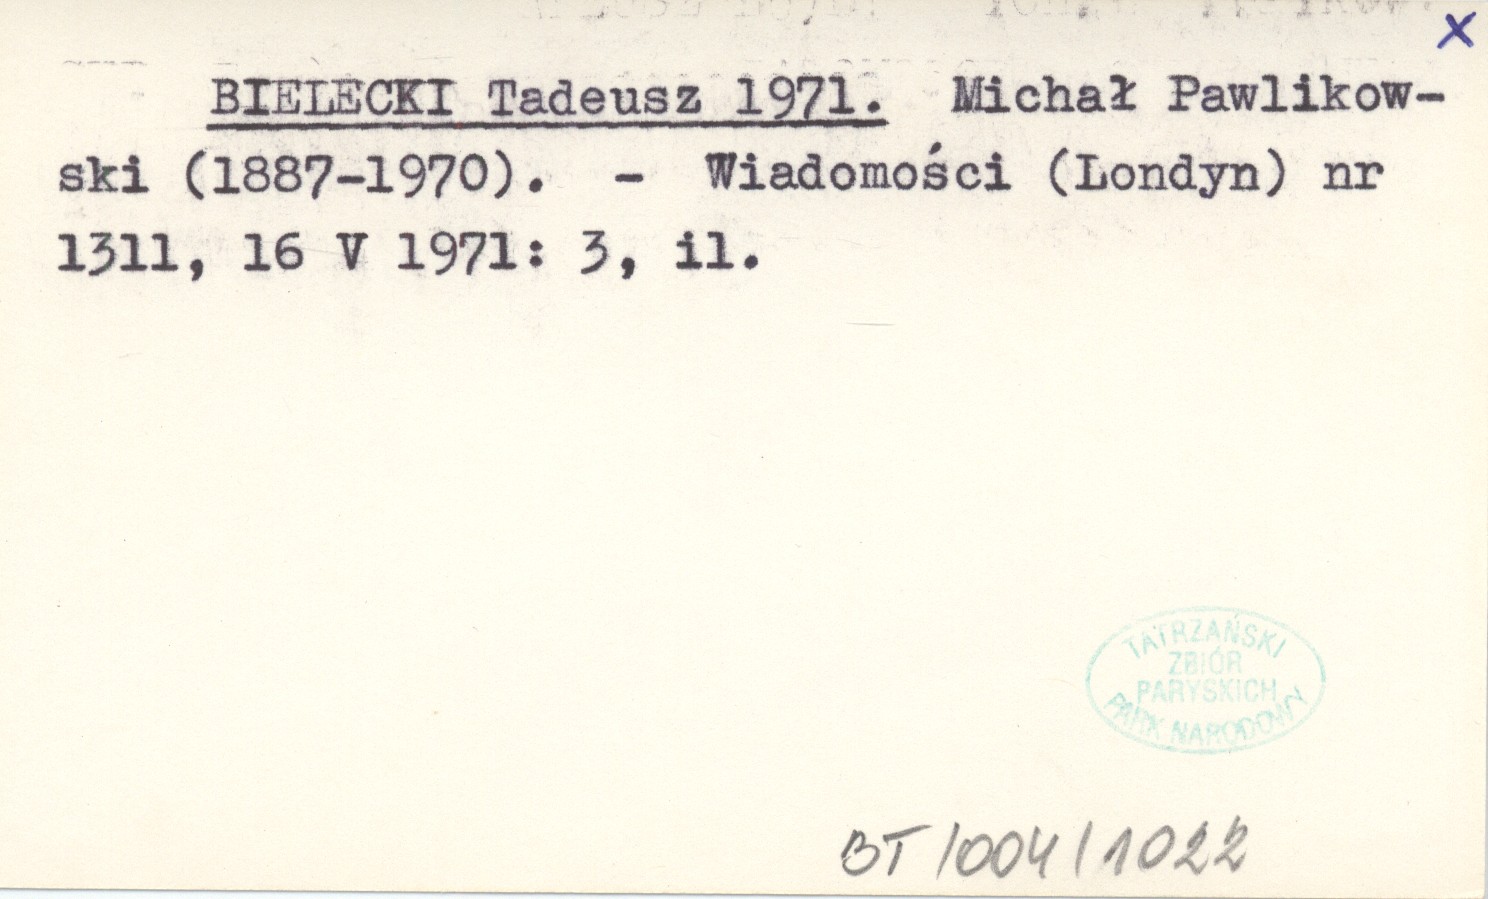 x
BIELECKI Tadeusz 1971. Michał Pawlikow-
ski (1887-1970). - Wiadomości (Londyn) nr
1311, 16 V 1971: 3, il.
TATRZAŃSKI
ZBIÓR
PARYSKICH
PARK NARODOWY
BT/004/1022